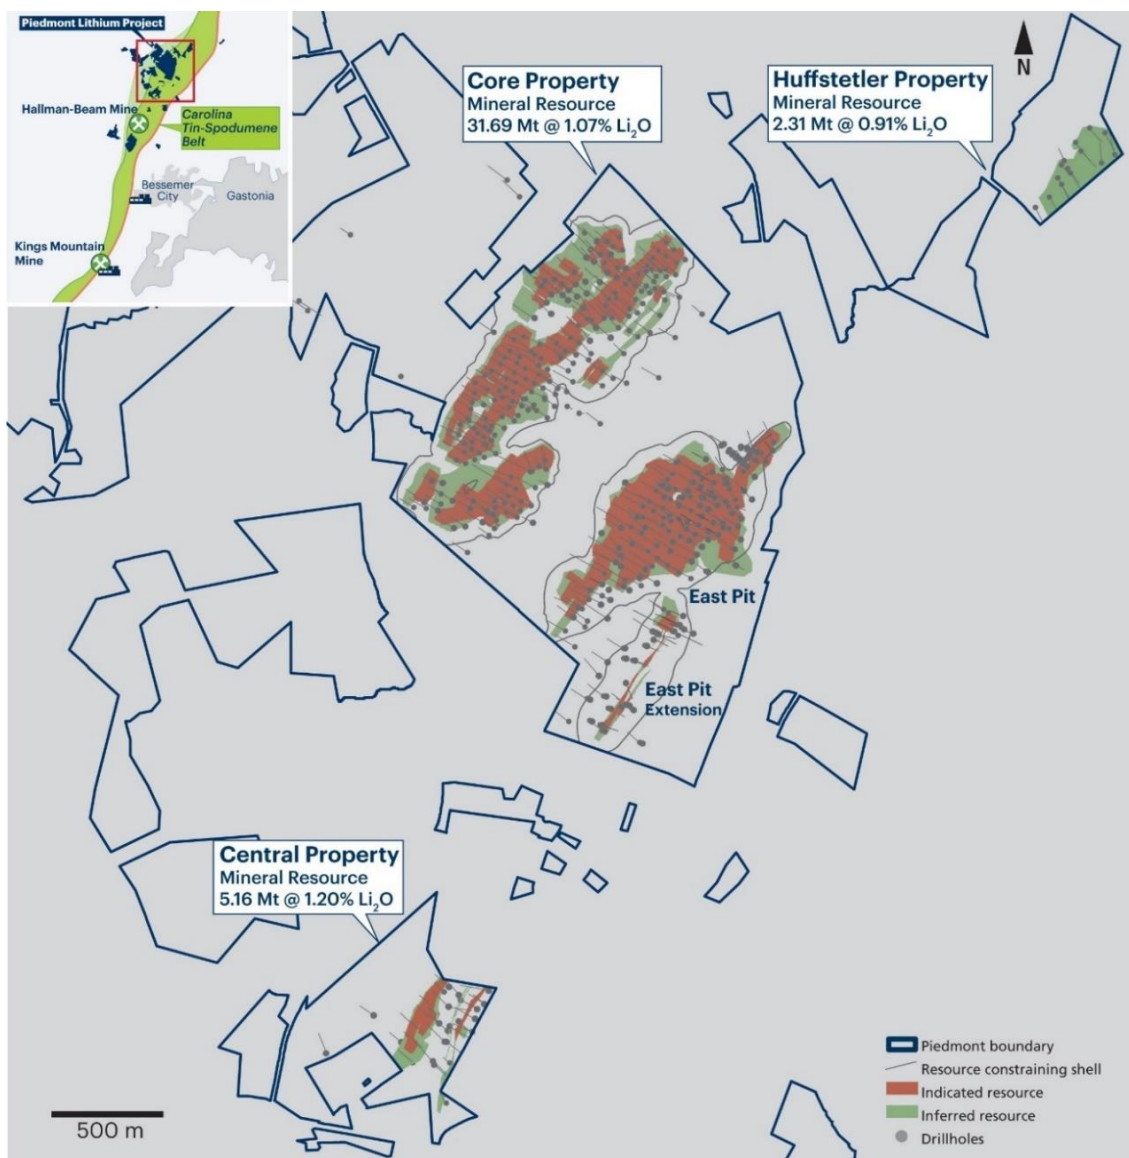 Piedmont Lithium Project
Hallman-Beam Mine
Carolina
Tin-Spodumene
Belt
Bessemer
City
Gastonia
Kings Mountain
Mine
N
Core Property
Mineral Resource
31.69 Mt @ 1.07% Li₂O
Huffstetler Property
Mineral Resource
2.31 Mt @ 0.91% Li₂O
East Pit
East Pit
Extension
Central Property
Mineral Resource
5.16 Mt @ 1.20% Li₂O
500 m
Piedmont boundary
Resource constraining shell
Indicated resource
Inferred resource
Drillholes